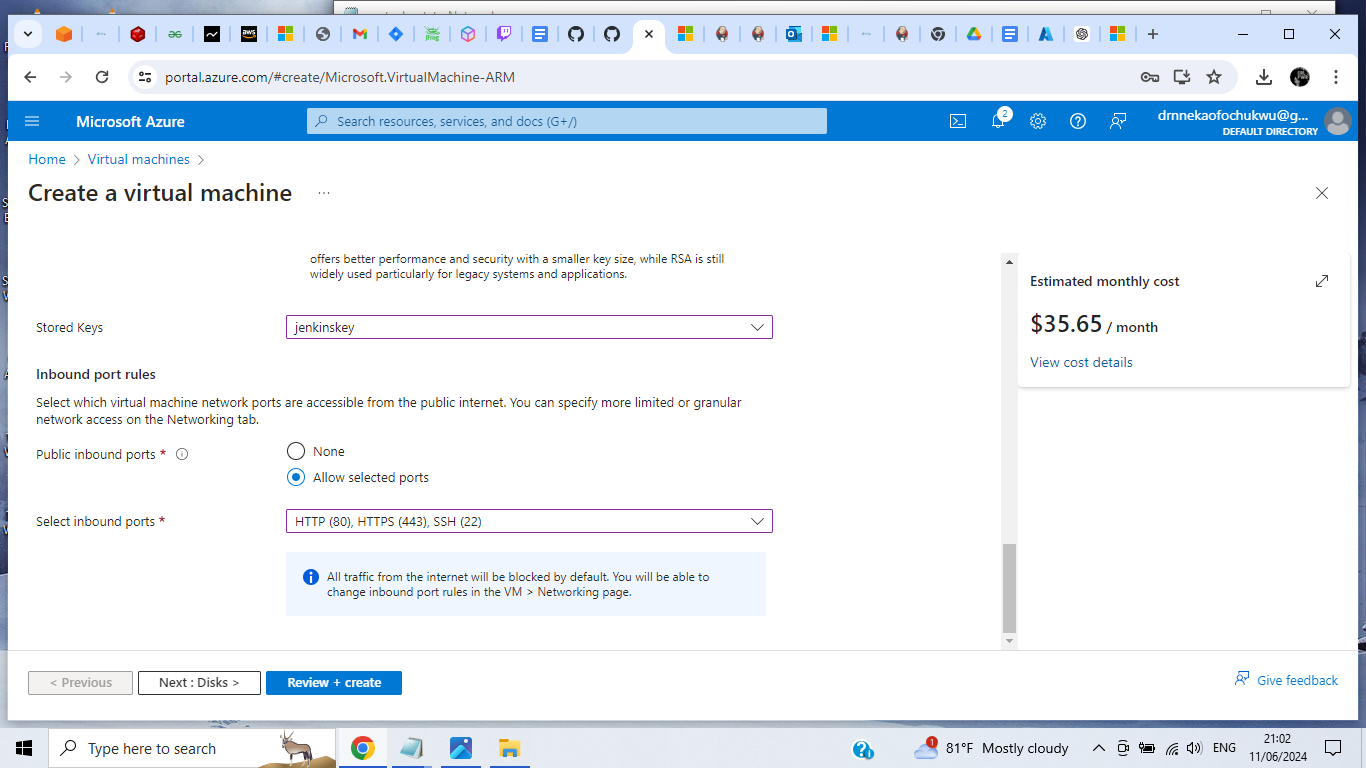 aws
portal.azure.com/#create/Microsoft.VirtualMachine-ARM
Microsoft Azure
Search resources, services, and docs (G+/)
2
drnnekaofochukwu@g...
DEFAULT DIRECTORY
Home > Virtual machines >
Create a virtual machine ...
offers better performance and security with a smaller key size, while RSA is still
widely used particularly for legacy systems and applications.
Stored Keys
jenkinskey
Inbound port rules
Select which virtual machine network ports are accessible from the public internet. You can specify more limited or granular
network access on the Networking tab.
Public inbound ports *
None
Allow selected ports
Select inbound ports *
HTTP (80), HTTPS (443), SSH (22)
All traffic from the internet will be blocked by default. You will be able to
change inbound port rules in the VM > Networking page.
Estimated monthly cost
$35.65 / month
View cost details
< Previous
Next : Disks >
Review + create
Give feedback
Type here to search
1
81°F Mostly cloudy
ENG
21:02
11/06/2024